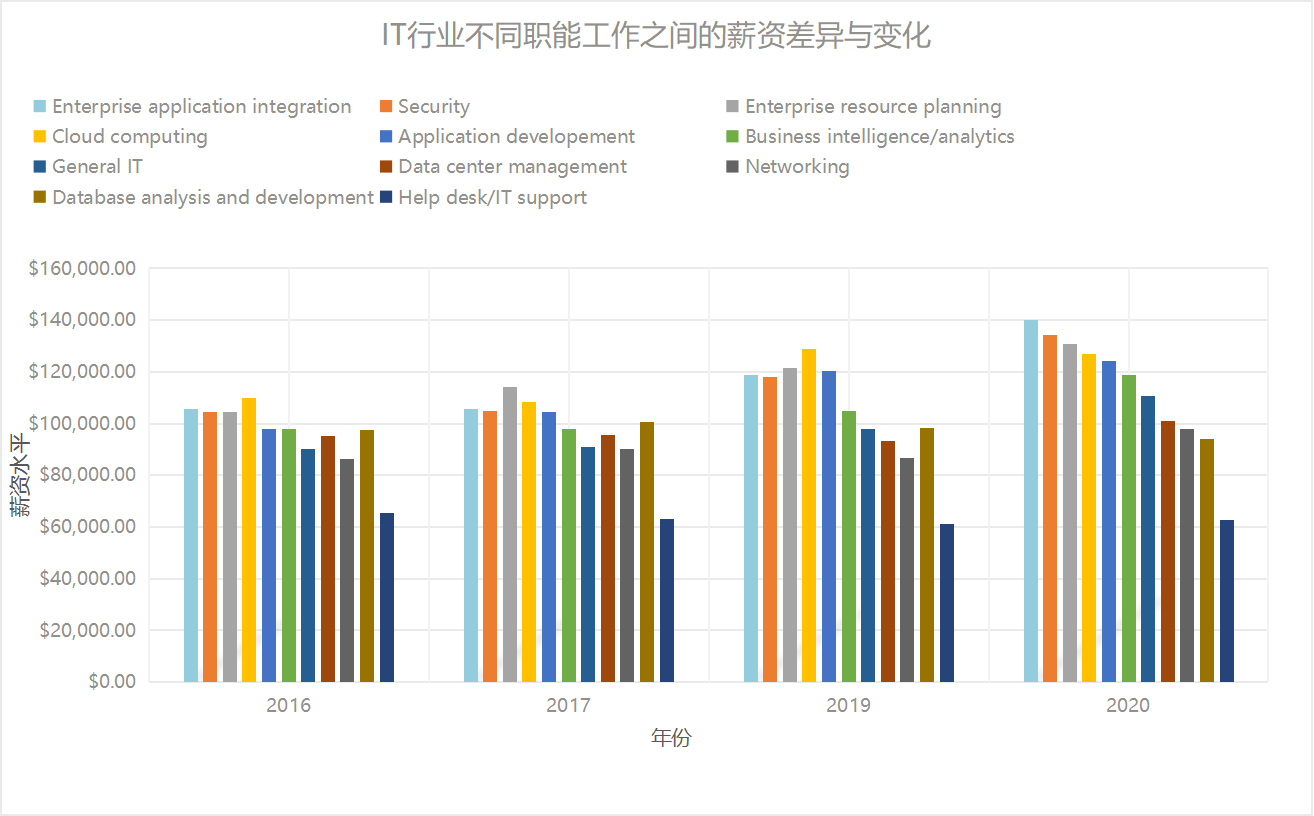 IT行业不同职能工作之间的薪资差异与变化
Enterprise application integration
Security
Enterprise resource planning
Cloud computing
Application developement
Business intelligence/analytics
General IT
Data center management
Networking
Database analysis and development
Help desk/IT support
$160,000.00
$140,000.00
$120,000.00
$100,000.00
$80,000.00
$60,000.00
$40,000.00
$20,000.00
$0.00
薪资水平
2016
2017
2019
2020
年份